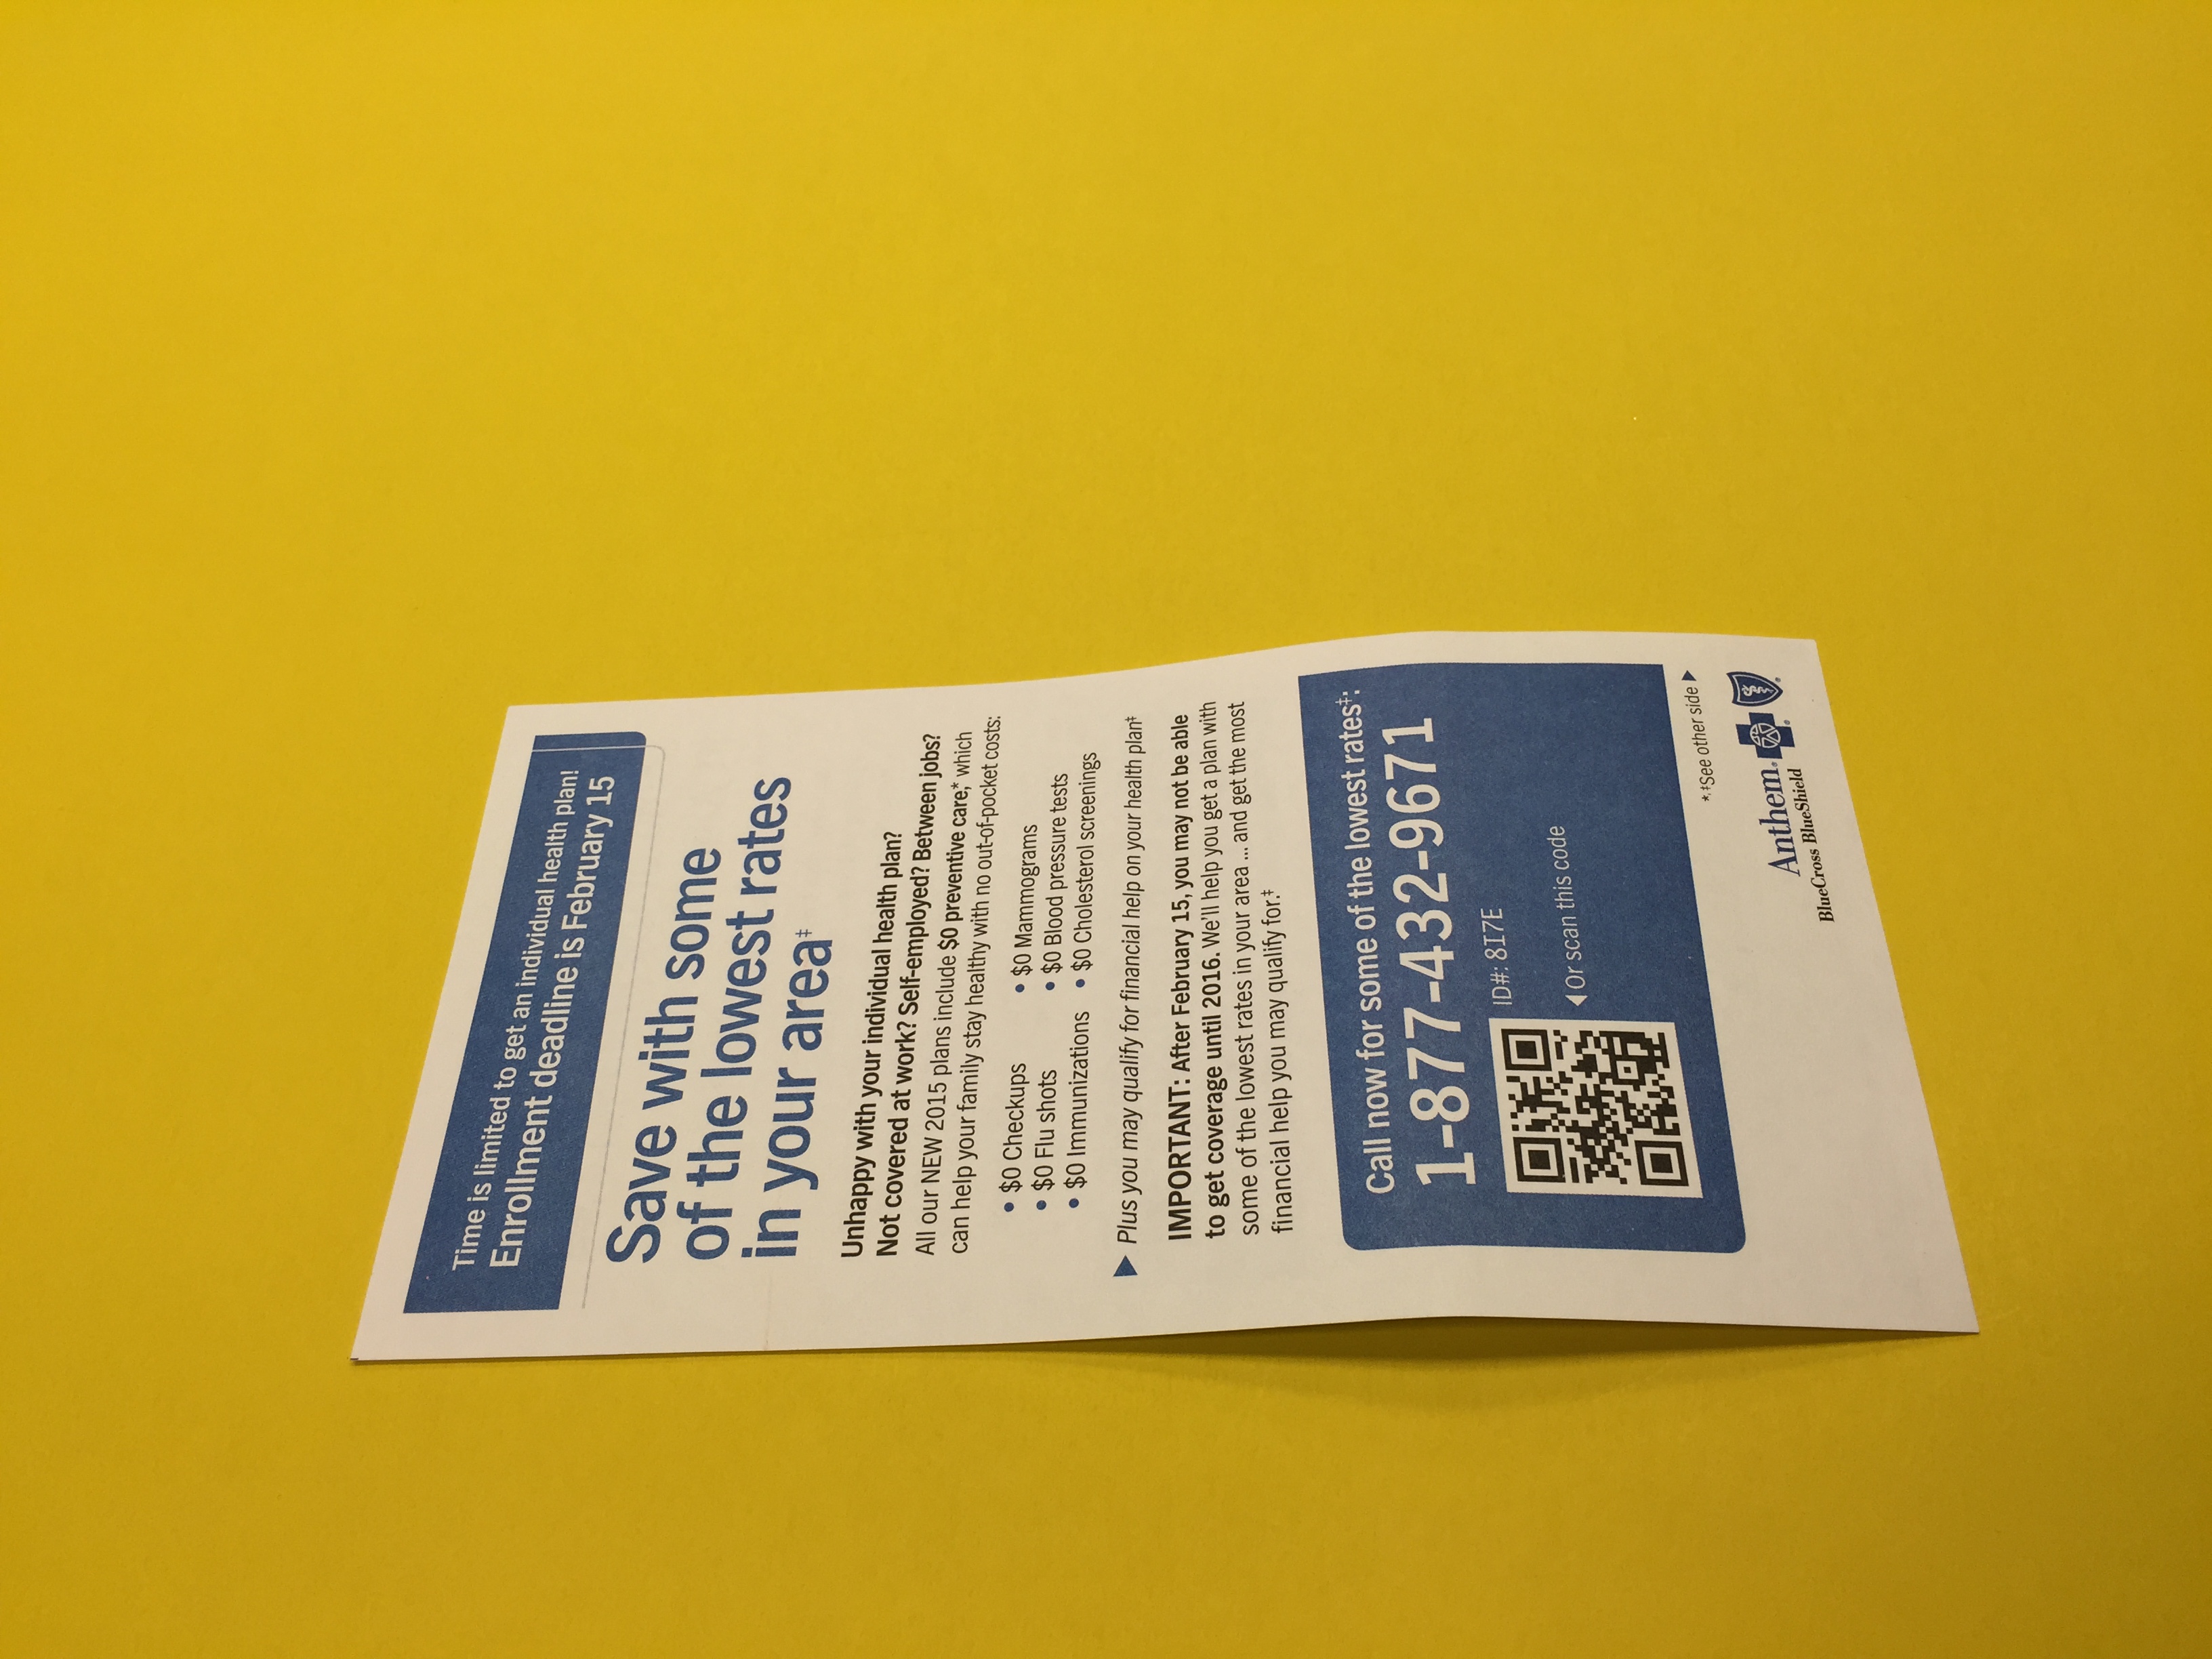 Time is limited to get an individual health plan!
Enrollment deadline is February 15
Save with some
of the lowest rates
in your area‡
Unhappy with your individual health plan?
Not covered at work? Self-employed? Between jobs?
All our NEW 2015 plans include $0 preventive care,* which
can help your family stay healthy with no out-of-pocket costs:
• $0 Checkups
• $0 Flu shots
• $0 Immunizations
• $0 Mammograms
• $0 Blood pressure tests
• $0 Cholesterol screenings
▶ Plus you may qualify for financial help on your health plan‡
IMPORTANT: After February 15, you may not be able
to get coverage until 2016. We'll help you get a plan with
some of the lowest rates in your area ... and get the most
financial help you may qualify for.‡
Call now for some of the lowest rates‡:
1-877-432-9671
ID#: 8I7E
◀ Or scan this code
*,‡See other side ▶
Anthem®
BlueCross BlueShield